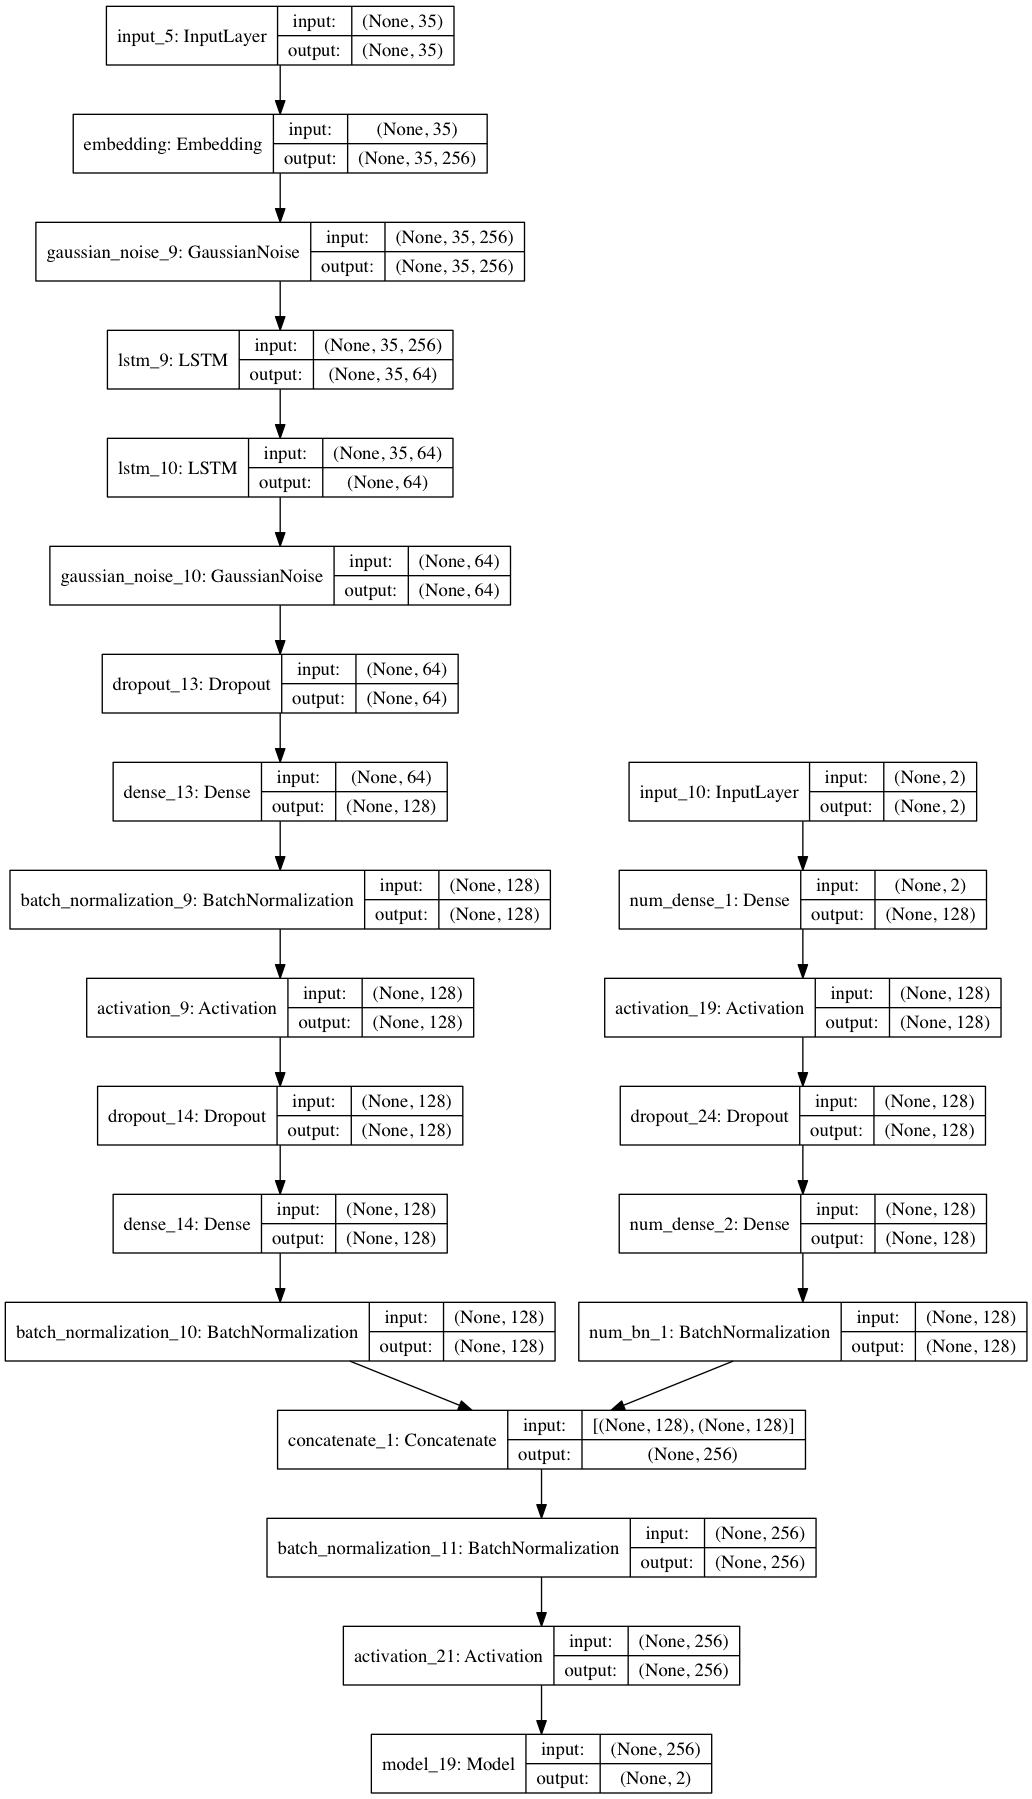 input_5: InputLayer
input: (None, 35)
output: (None, 35)
embedding: Embedding
input: (None, 35)
output: (None, 35, 256)
gaussian_noise_9: GaussianNoise
input: (None, 35, 256)
output: (None, 35, 256)
lstm_9: LSTM
input: (None, 35, 256)
output: (None, 35, 64)
lstm_10: LSTM
input: (None, 35, 64)
output: (None, 64)
gaussian_noise_10: GaussianNoise
input: (None, 64)
output: (None, 64)
dropout_13: Dropout
input: (None, 64)
output: (None, 64)
dense_13: Dense
input: (None, 64)
output: (None, 128)
batch_normalization_9: BatchNormalization
input: (None, 128)
output: (None, 128)
activation_9: Activation
input: (None, 128)
output: (None, 128)
dropout_14: Dropout
input: (None, 128)
output: (None, 128)
dense_14: Dense
input: (None, 128)
output: (None, 128)
batch_normalization_10: BatchNormalization
input: (None, 128)
output: (None, 128)
input_10: InputLayer
input: (None, 2)
output: (None, 2)
num_dense_1: Dense
input: (None, 2)
output: (None, 128)
activation_19: Activation
input: (None, 128)
output: (None, 128)
dropout_24: Dropout
input: (None, 128)
output: (None, 128)
num_dense_2: Dense
input: (None, 128)
output: (None, 128)
num_bn_1: BatchNormalization
input: (None, 128)
output: (None, 128)
concatenate_1: Concatenate
input: [(None, 128), (None, 128)]
output: (None, 256)
batch_normalization_11: BatchNormalization
input: (None, 256)
output: (None, 256)
activation_21: Activation
input: (None, 256)
output: (None, 256)
model_19: Model
input: (None, 256)
output: (None, 2)